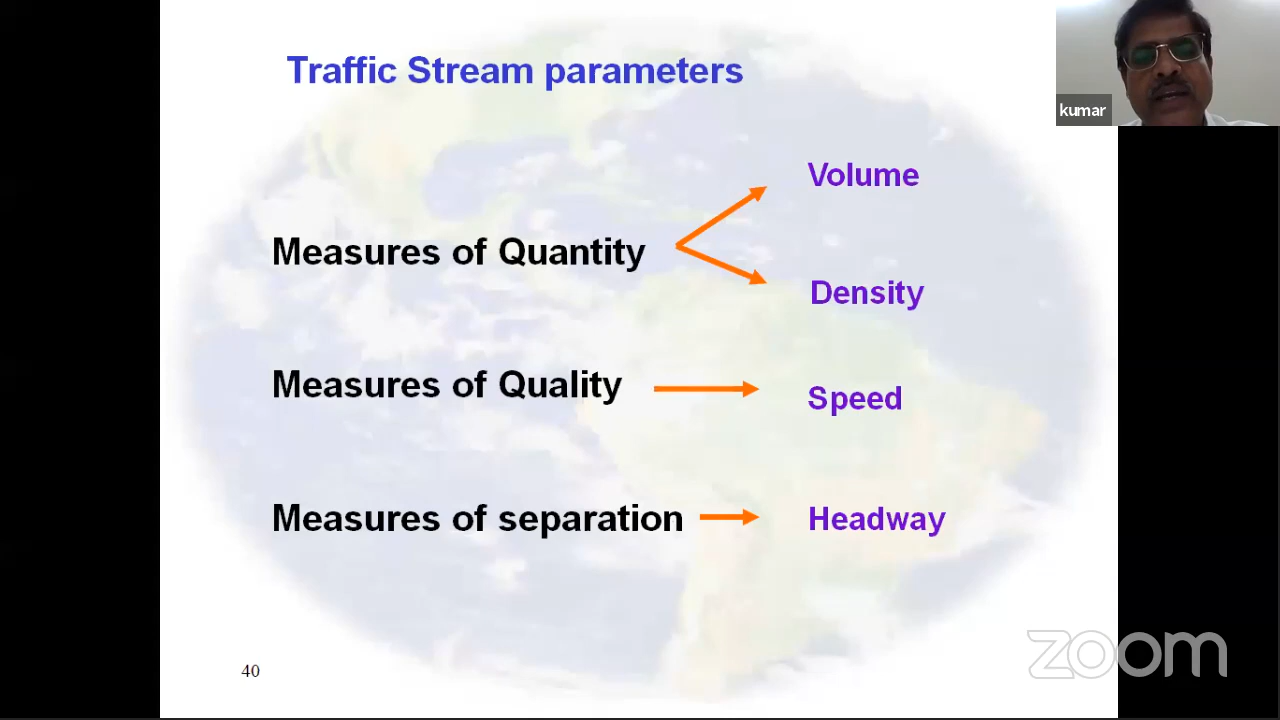 Traffic Stream parameters
kumar
Volume
Measures of Quantity
Density
Measures of Quality
Speed
Measures of separation
Headway
40
zoom